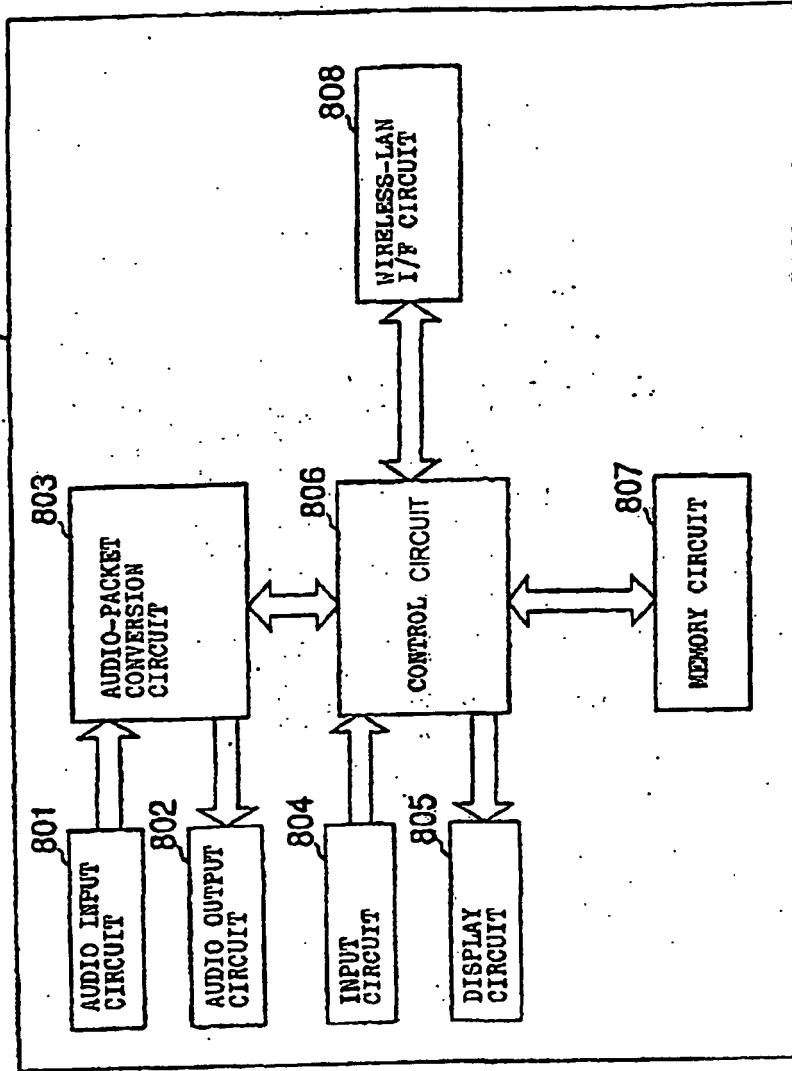 801
AUDIO INPUT
CIRCUIT
802
AUDIO OUTPUT
CIRCUIT
803
AUDIO-PACKET
CONVERSION
CIRCUIT
804
INPUT
CIRCUIT
805
DISPLAY
CIRCUIT
806
CONTROL CIRCUIT
807
MEMORY CIRCUIT
808
WIRELESS-LAN
I/F CIRCUIT